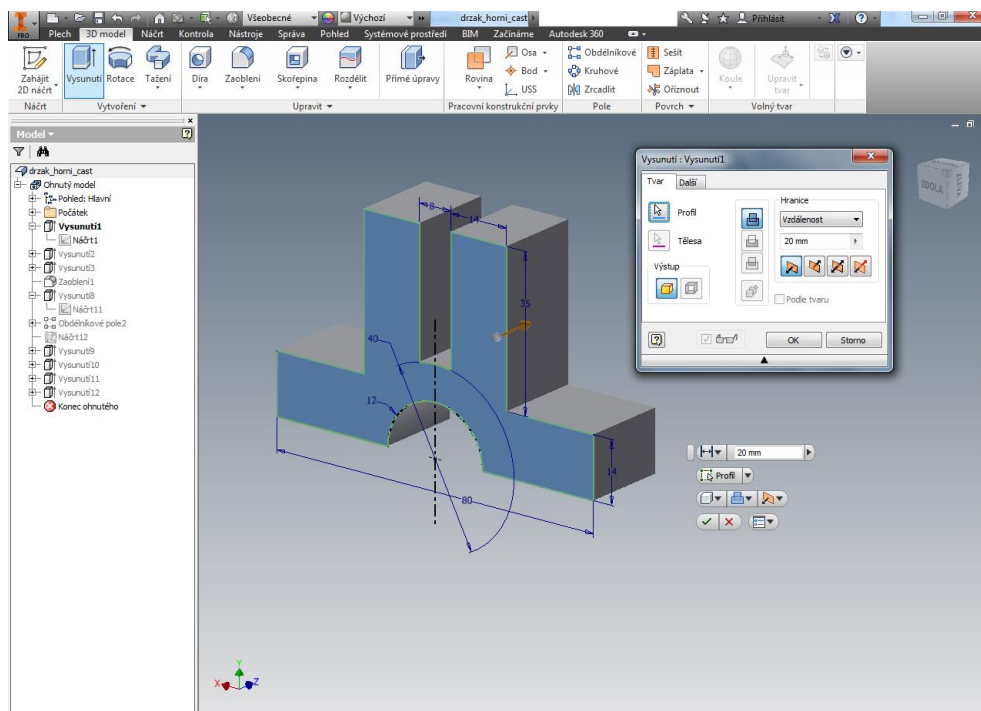 Všeobecné Výchozí drzak_horni_cast Přihlásit
PRO Plech 3D model Náčrt Kontrola Nástroje Správa Pohled Systémové prostředí BIM Začínáme Autodesk 360
Zahájit 2D náčrt Vysunutí Rotace Tažení Díra Zaoblení Skořepina Rozdělit Přímé úpravy Rovina Osa Bod USS Obdélníkové Kruhové Zrcadlit Sešít Záplata Oříznout Koule Upravit tvar
Náčrt Vytvoření Upravit Pracovní konstrukční prvky Pole Povrch Volný tvar
Model
drzak_horni_cast
Ohnutý model
Pohled: Hlavní
Počátek
Vysunutí1
Náčrt1
Vysunutí2
Vysunutí3
Zaoblení1
Vysunutí8
Náčrt11
Obdélníkové pole2
Náčrt12
Vysunutí9
Vysunutí10
Vysunutí11
Vysunutí12
Konec ohnutého
Vysunutí : Vysunutí1
Tvar Další
Profil
Tělesa
Výstup
Hranice
Vzdálenost
20 mm
Podle tvaru
OK Storno
ZDOLA
8
14
35
40
12
14
80
20 mm
Profil
Y
X
Z